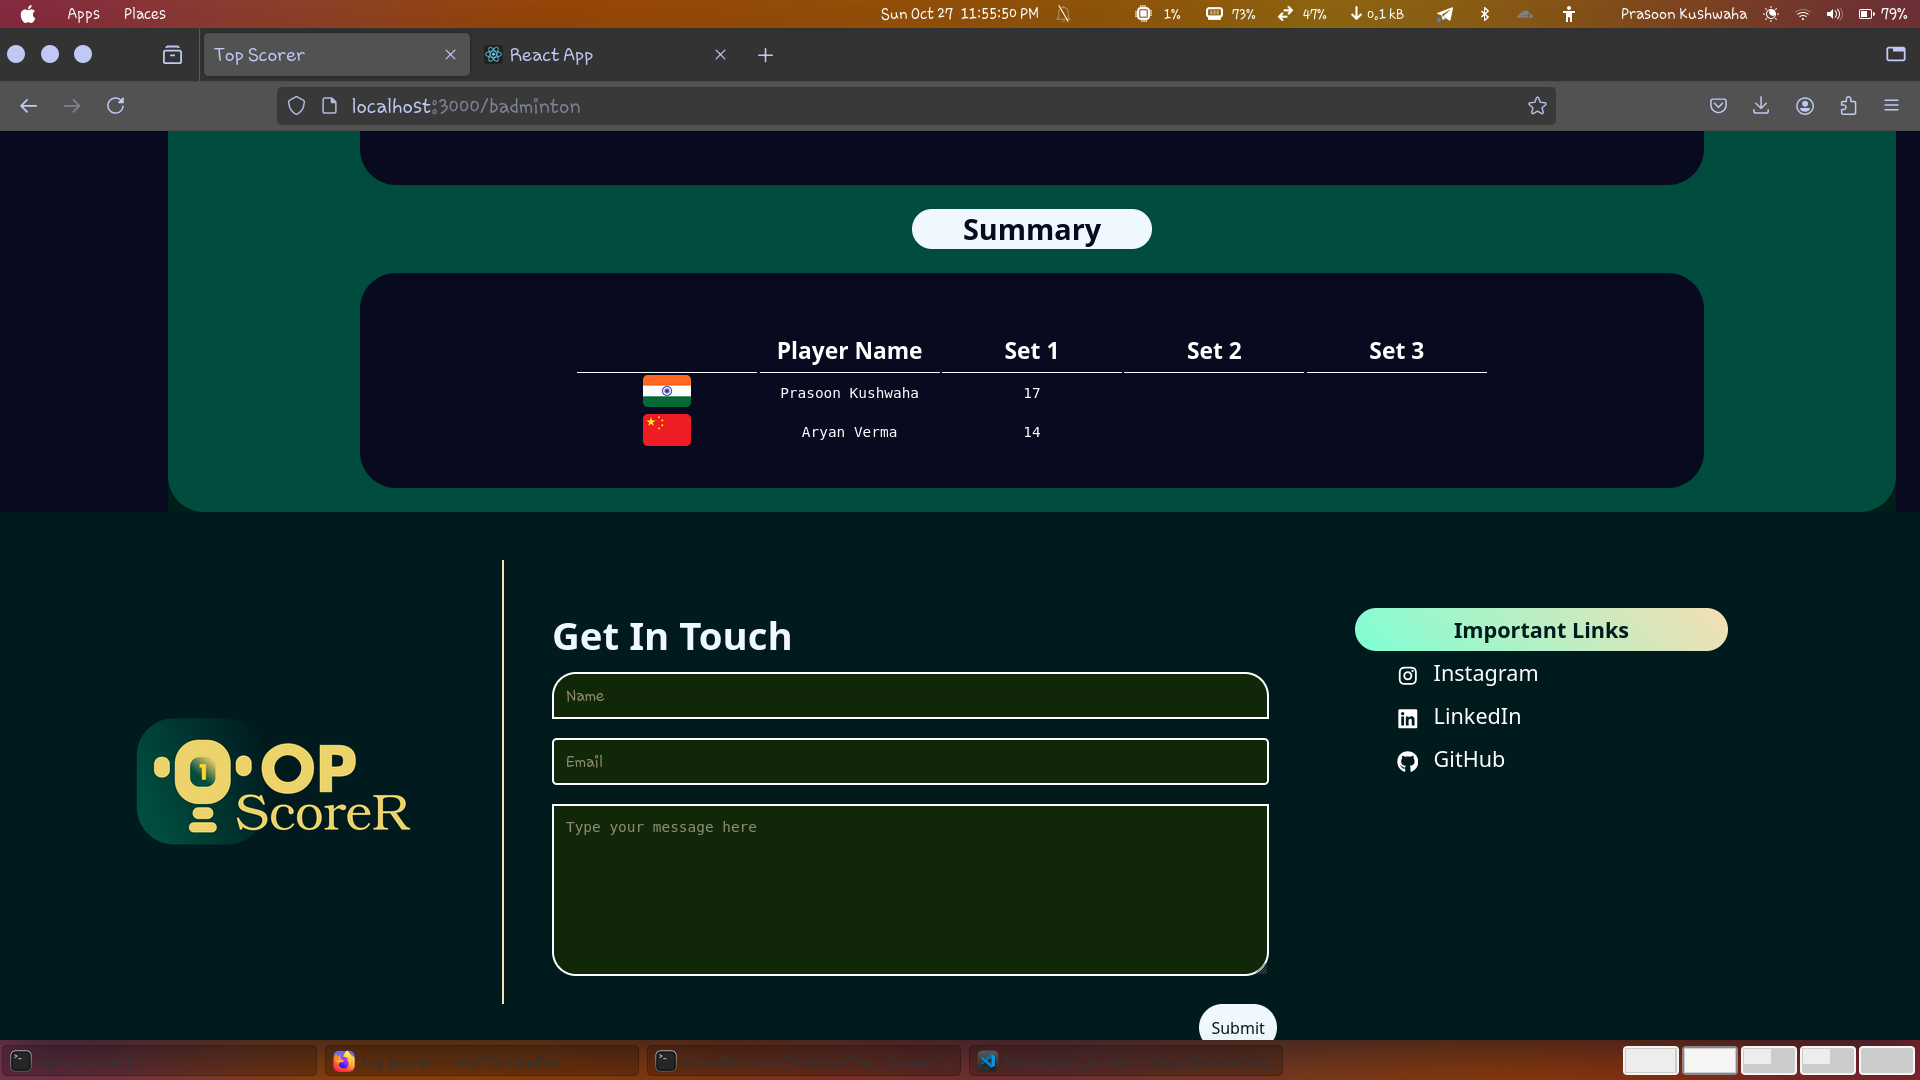 Apps Places Sun Oct 27 11:55:50 PM 1% 73% 47% 0.1 kB Prasoon Kushwaha 79%
Top Scorer React App
localhost:3000/badminton
Summary
Player Name Set 1 Set 2 Set 3
Prasoon Kushwaha 17
Aryan Verma 14
Get In Touch
Name
Email
Type your message here
Submit
Important Links
Instagram
LinkedIn
GitHub
1 OP
ScoreR